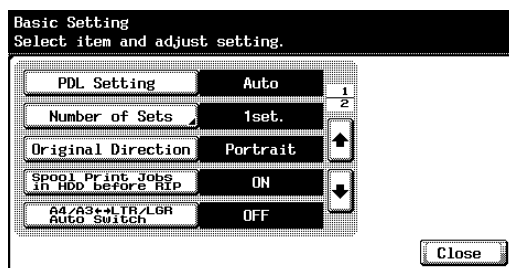 Basic Setting
Select item and adjust setting.
PDL Setting Auto
Number of Sets 1set.
Original Direction Portrait
Spool Print Jobs
in HDD before RIP ON
A4/A3↔LTR/LGR
Auto Switch OFF
1
2
Close